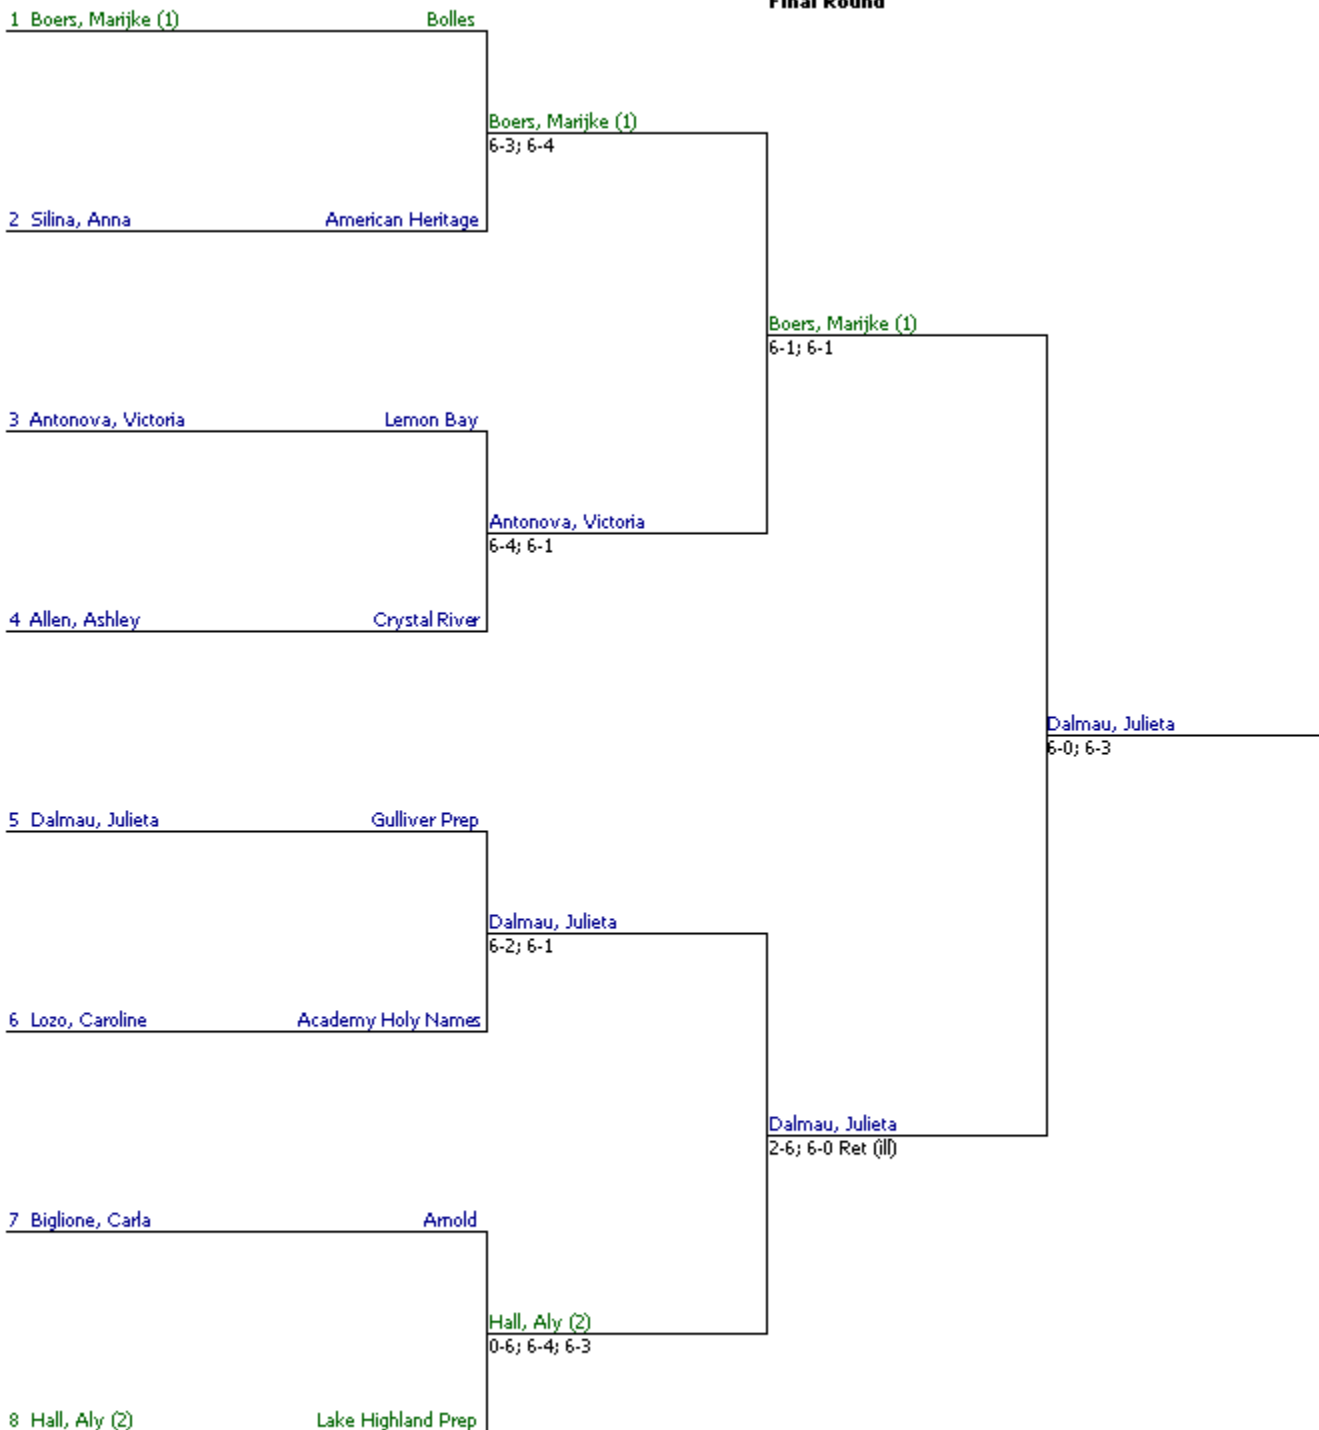 Final Round
1 Boers, Marijke (1) Bolles
Boers, Marijke (1)
6-3; 6-4
2 Silina, Anna American Heritage
Boers, Marijke (1)
6-1; 6-1
3 Antonova, Victoria Lemon Bay
Antonova, Victoria
6-4; 6-1
4 Allen, Ashley Crystal River
Dalmau, Julieta
6-0; 6-3
5 Dalmau, Julieta Gulliver Prep
Dalmau, Julieta
6-2; 6-1
6 Lozo, Caroline Academy Holy Names
Dalmau, Julieta
2-6; 6-0 Ret (ill)
7 Biglione, Carla Arnold
Hall, Aly (2)
0-6; 6-4; 6-3
8 Hall, Aly (2) Lake Highland Prep